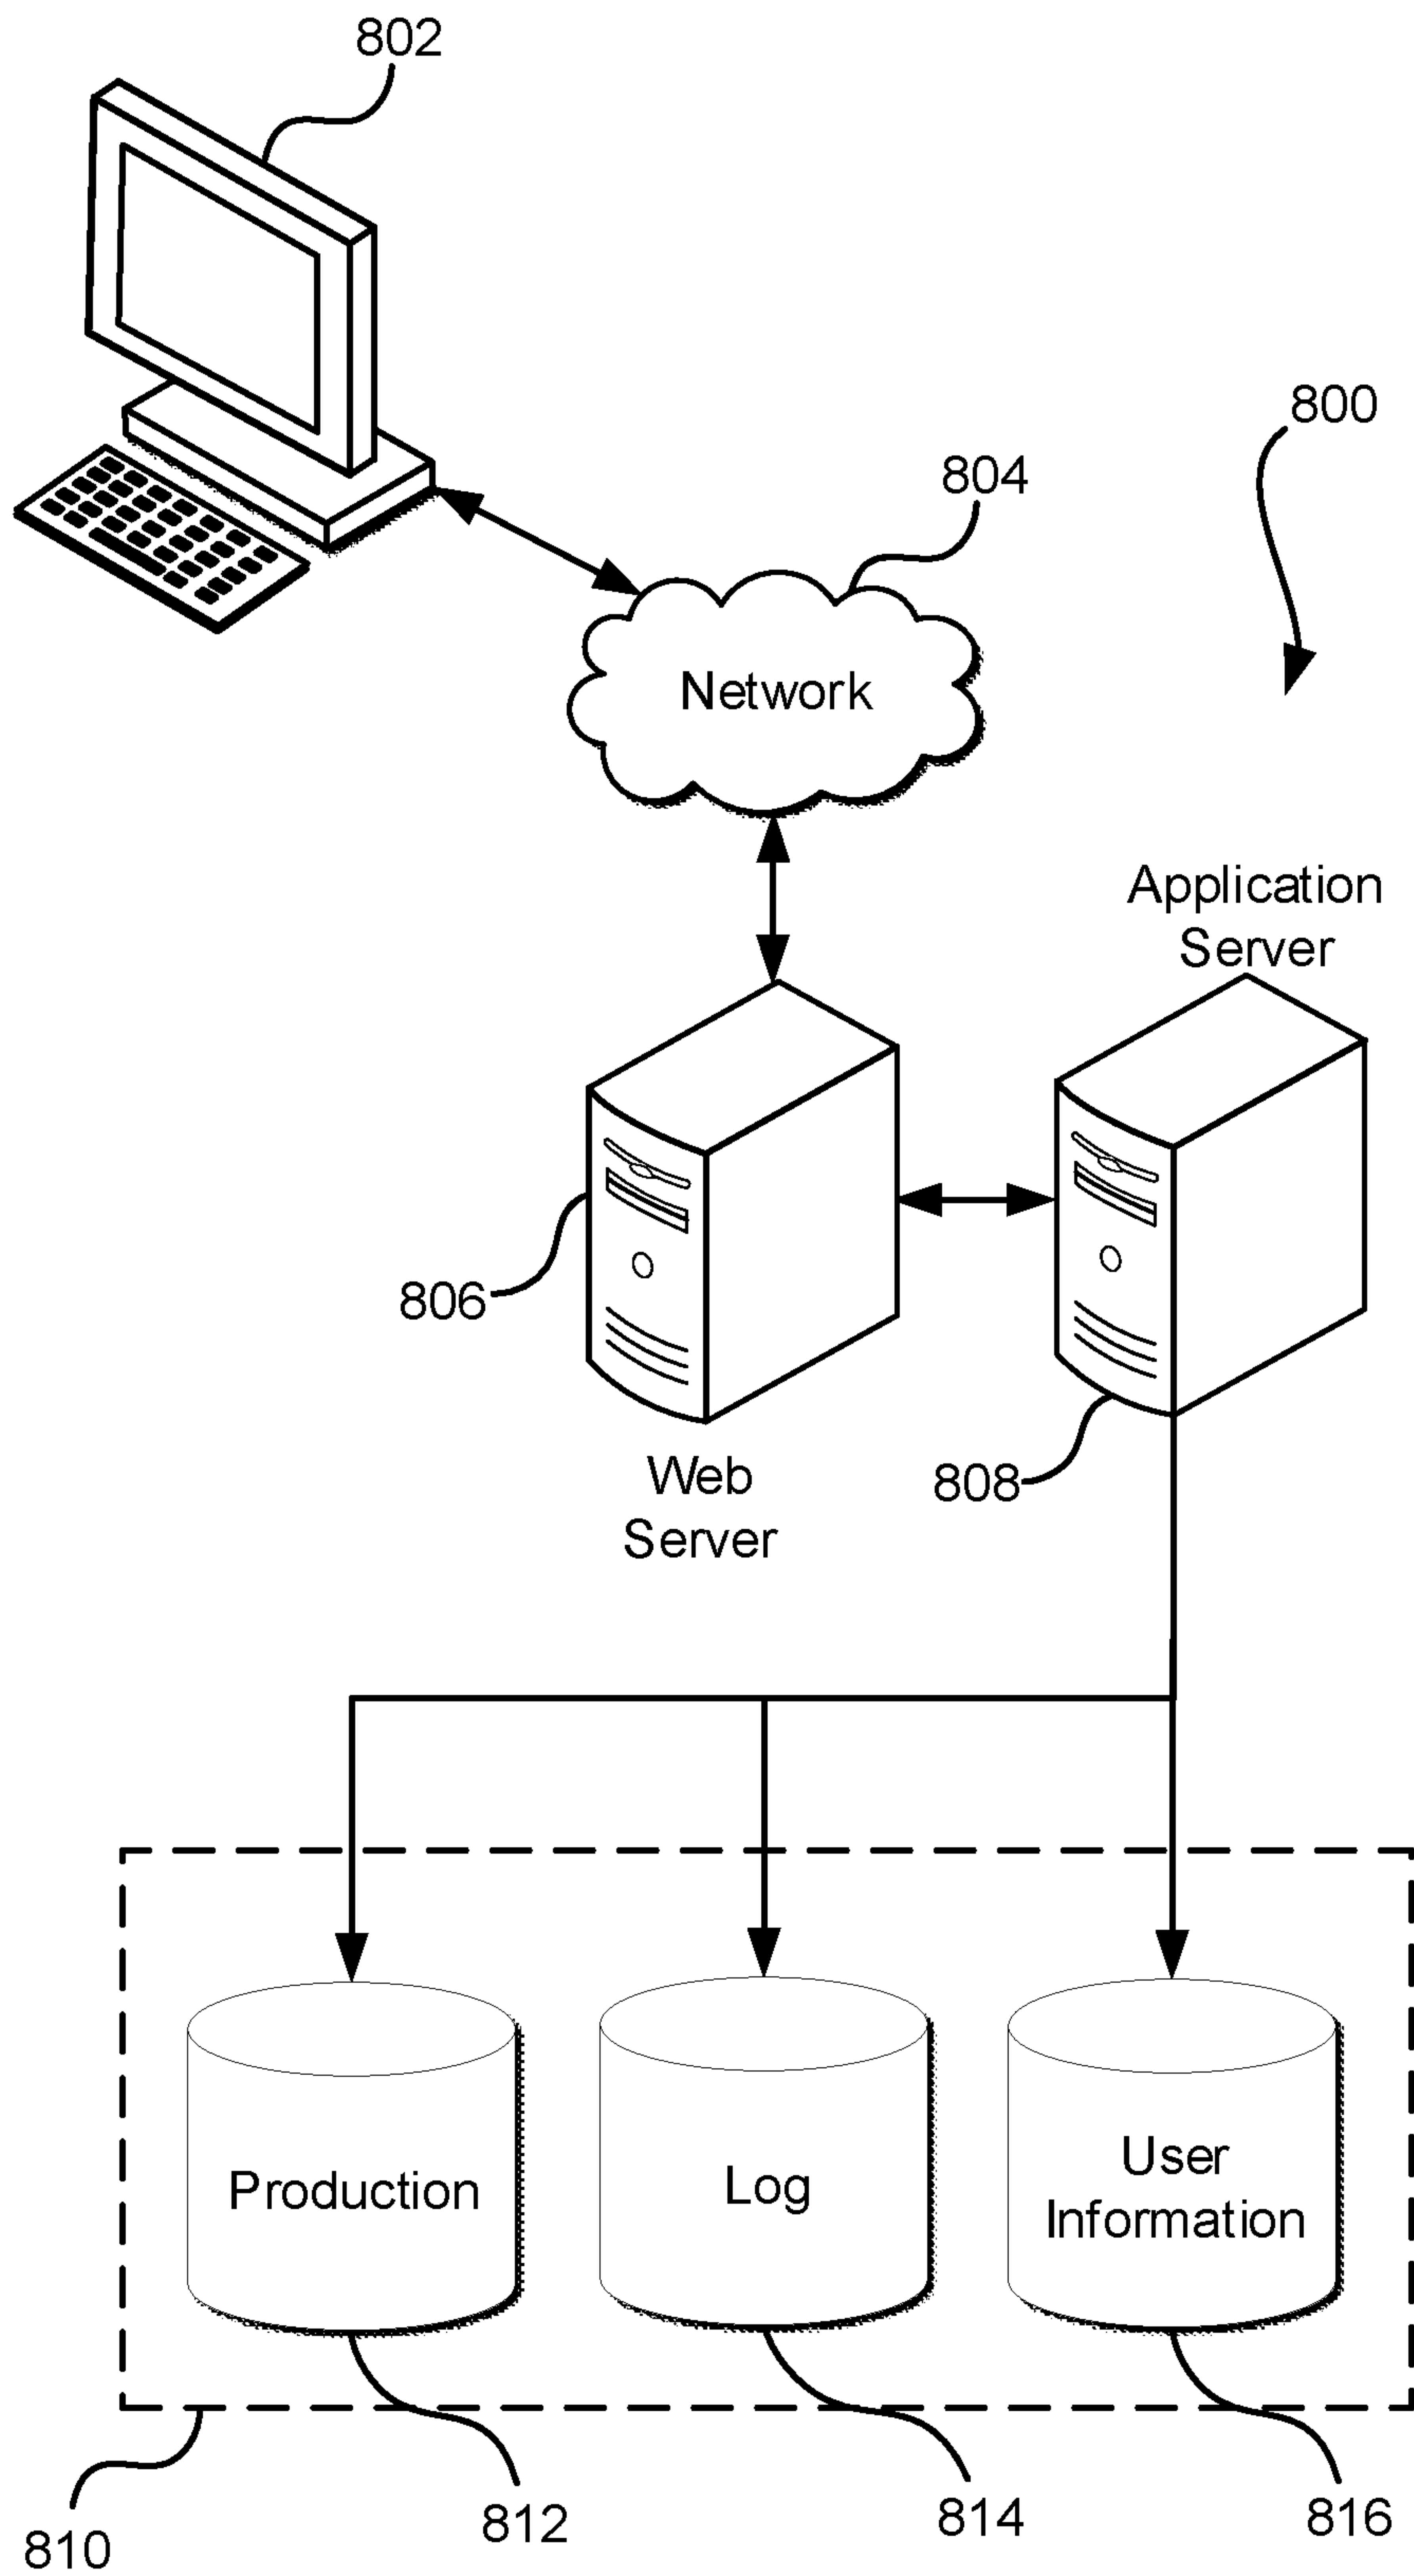 802
800
804
Network
Application
Server
806
808
Web
Server
Production
Log
User
Information
810
812
814
816